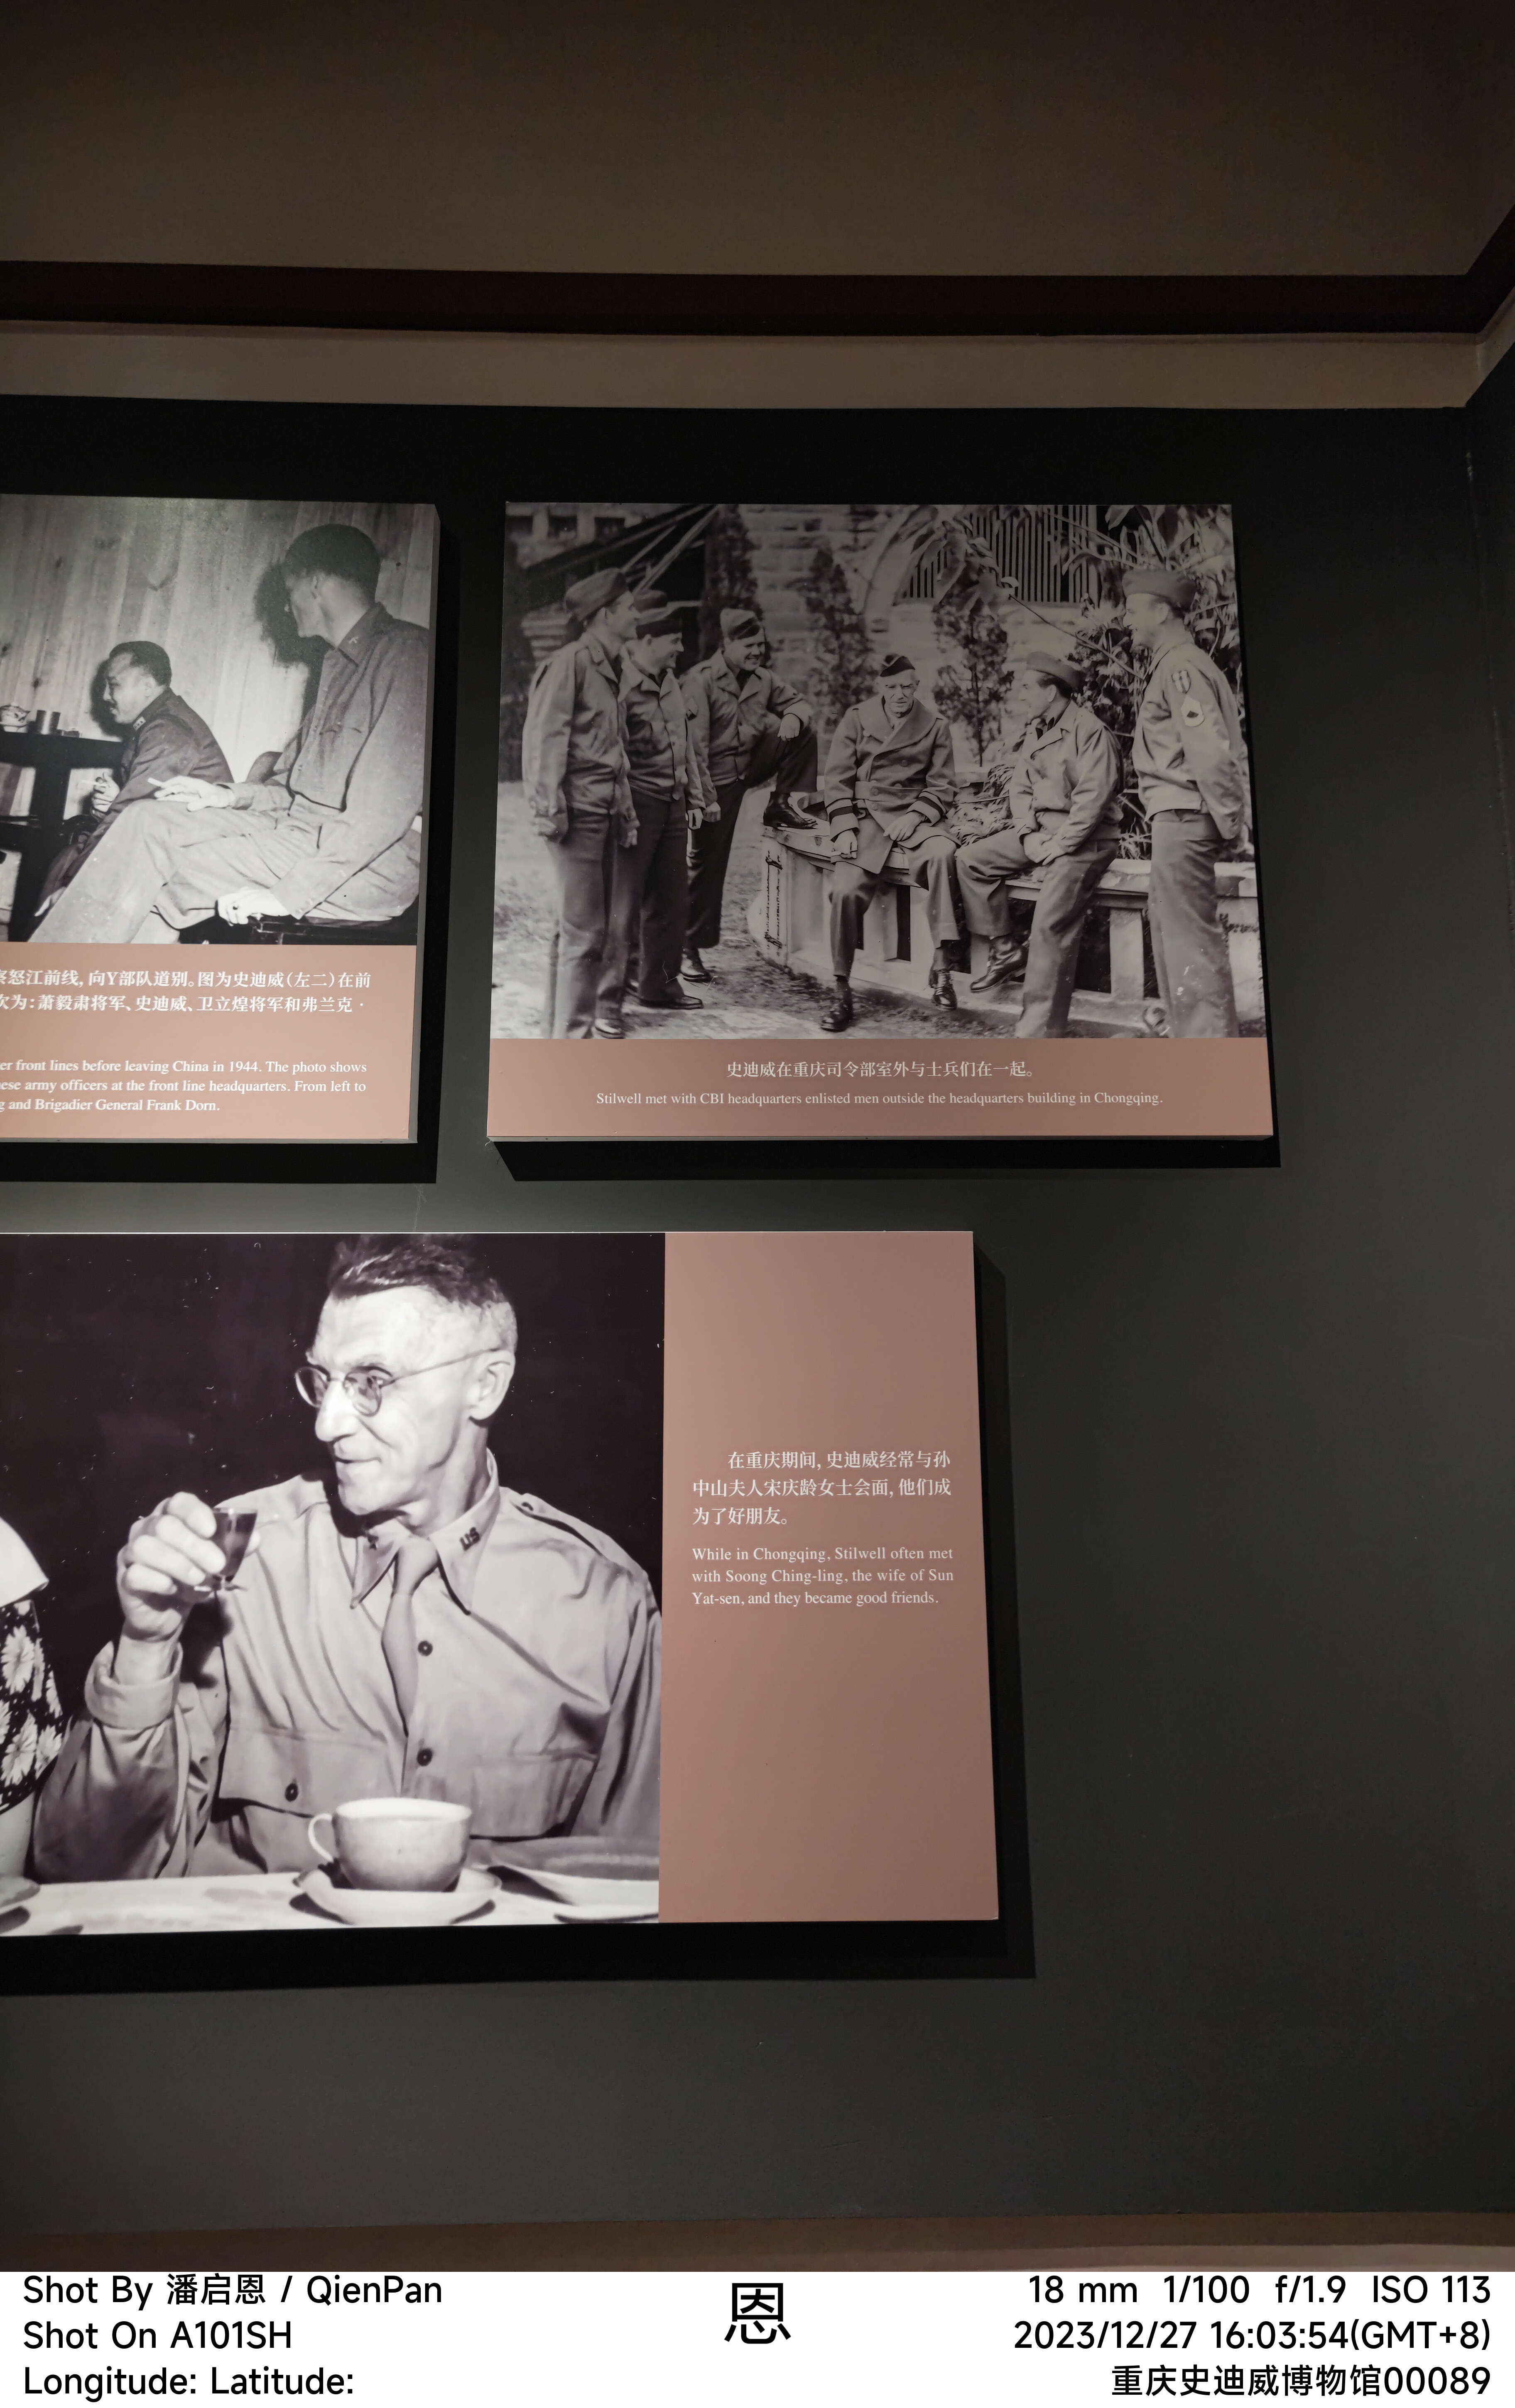 察怒江前线，向Y部队道别。图为史迪威（左二）在前
次为：萧毅肃将军、史迪威、卫立煌将军和弗兰克·
er front lines before leaving China in 1944. The photo shows
ese army officers at the front line headquarters. From left to
g and Brigadier General Frank Dorn.
史迪威在重庆司令部室外与士兵们在一起。
Stilwell met with CBI headquarters enlisted men outside the headquarters building in Chongqing.
US
在重庆期间，史迪威经常与孙
中山夫人宋庆龄女士会面，他们成
为了好朋友。
While in Chongqing, Stilwell often met
with Soong Ching-ling, the wife of Sun
Yat-sen, and they became good friends.
Shot By 潘启恩 / QienPan
Shot On A101SH
Longitude: Latitude:
恩
18 mm 1/100 f/1.9 ISO 113
2023/12/27 16:03:54(GMT+8)
重庆史迪威博物馆00089